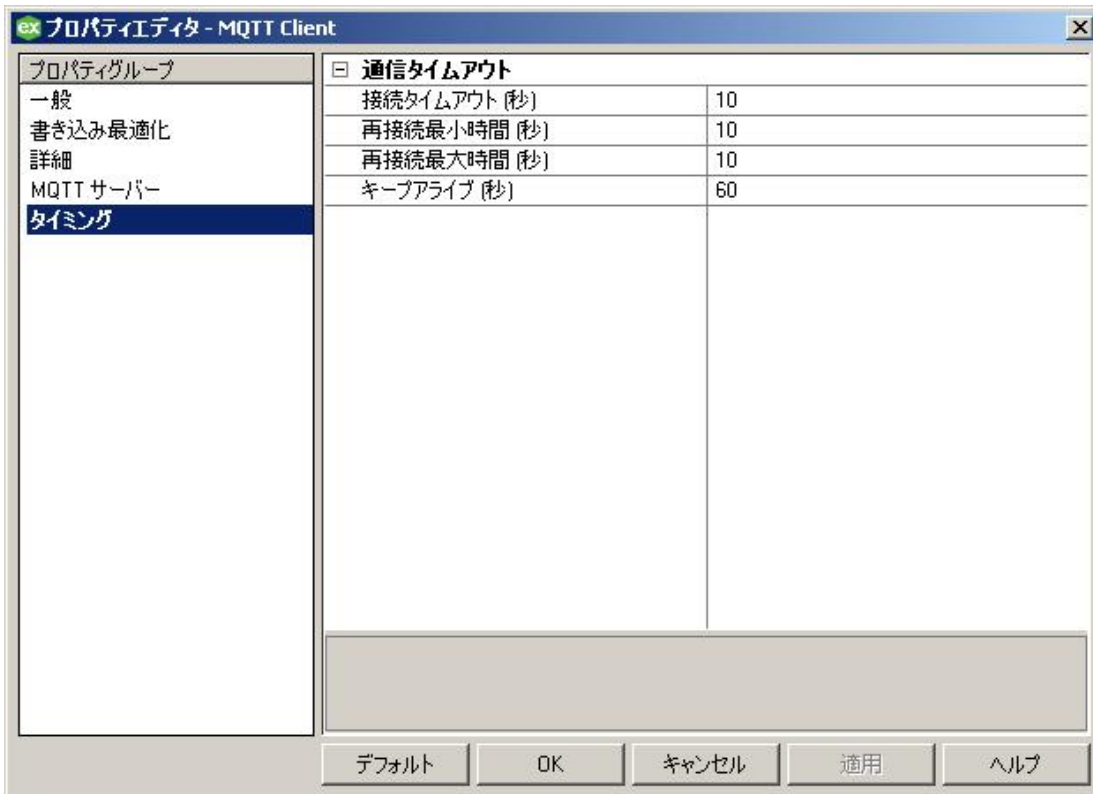 ex プロパティエディタ - MQTT Client
プロパティグループ
一般
書き込み最適化
詳細
MQTT サーバー
タイミング
通信タイムアウト
接続タイムアウト (秒) 10
再接続最小時間 (秒) 10
再接続最大時間 (秒) 10
キープアライブ (秒) 60
デフォルト OK キャンセル 適用 ヘルプ